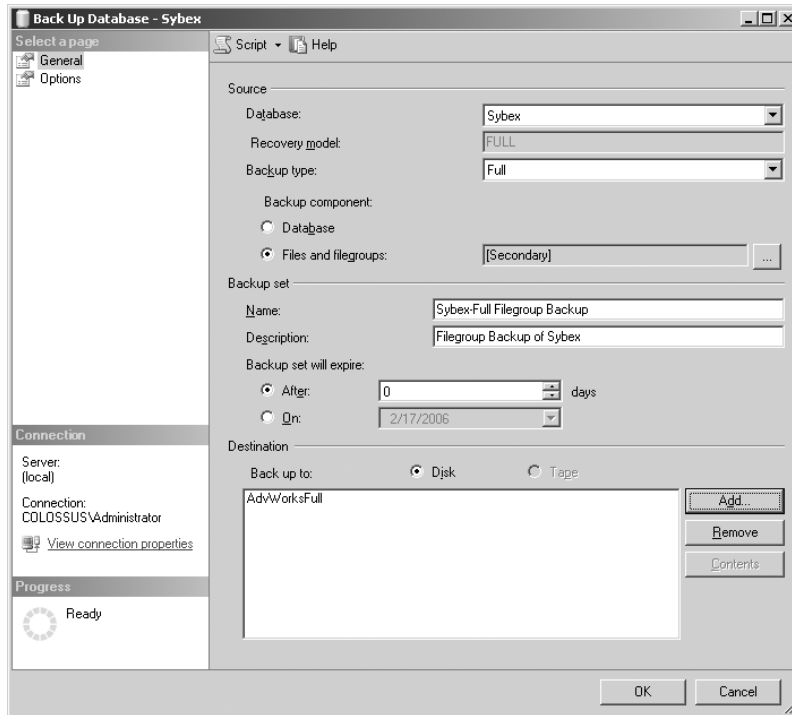 Back Up Database - Sybex
Select a page
General
Options
Script Help
Source
Database: Sybex
Recovery model: FULL
Backup type: Full
Backup component:
Database
Files and filegroups: [Secondary] ...
Backup set
Name: Sybex-Full Filegroup Backup
Description: Filegroup Backup of Sybex
Backup set will expire:
After: 0 days
On: 2/17/2006
Destination
Back up to: Disk Tape
AdvWorksFull
Add...
Remove
Contents
Connection
Server:
(local)
Connection:
COLOSSUS\Administrator
View connection properties
Progress
Ready
OK Cancel